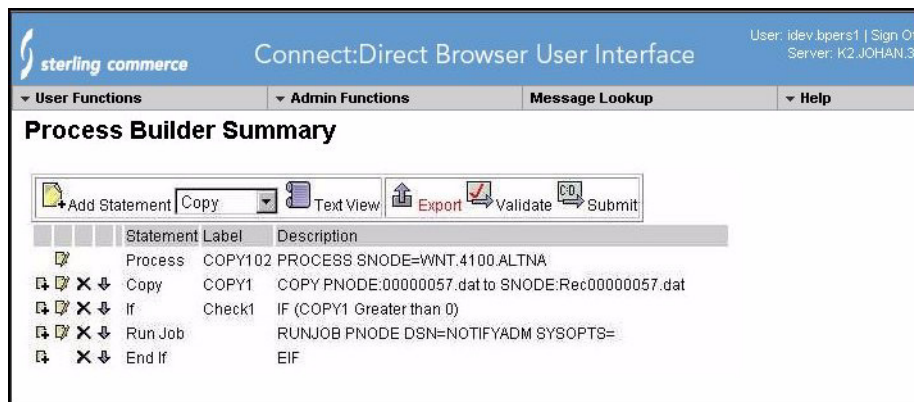 sterling commerce
Connect:Direct Browser User Interface
User: idev.bpers1 | Sign O
Server: K2.JOHAN.3
User Functions Admin Functions Message Lookup Help
Process Builder Summary
Add Statement Copy Text View Export Validate C:D, Submit
Statement Label Description
Process COPY102 PROCESS SNODE=WNT.4100.ALTNA
Copy COPY1 COPY PNODE:00000057.dat to SNODE:Rec00000057.dat
If Check1 IF (COPY1 Greater than 0)
Run Job RUNJOB PNODE DSN=NOTIFYADM SYSOPTS=
End If EIF